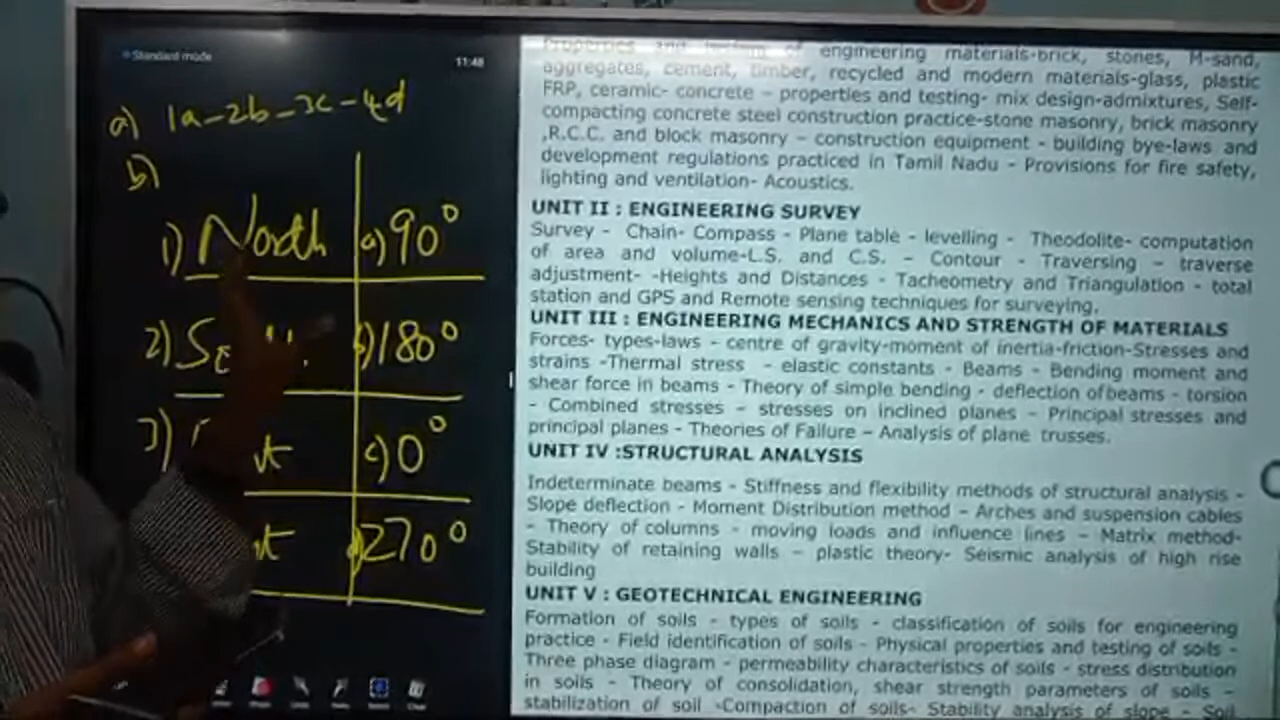 Standard mode
11:48
a) 1a-2b-3c-4d
b)
1) North a) 90°
2) b) 180°
3) c) 0°
270°
Properties and of engineering materials-brick, stones, M-sand,
aggregates, cement, timber, recycled and modern materials-glass, plastic
FRP, ceramic- concrete – properties and testing- mix design-admixtures, Self-
compacting concrete steel construction practice-stone masonry, brick masonry
,R.C.C. and block masonry – construction equipment - building bye-laws and
development regulations practiced in Tamil Nadu - Provisions for fire safety,
lighting and ventilation- Acoustics.
UNIT II : ENGINEERING SURVEY
Survey - Chain- Compass - Plane table - levelling - Theodolite- computation
of area and volume-L.S. and C.S. – Contour - Traversing – traverse
adjustment- -Heights and Distances - Tacheometry and Triangulation - total
station and GPS and Remote sensing techniques for surveying.
UNIT III : ENGINEERING MECHANICS AND STRENGTH OF MATERIALS
Forces- types-laws - centre of gravity-moment of inertia-friction-Stresses and
strains -Thermal stress - elastic constants - Beams - Bending moment and
shear force in beams - Theory of simple bending - deflection of beams - torsion
- Combined stresses – stresses on inclined planes – Principal stresses and
principal planes - Theories of Failure – Analysis of plane trusses.
UNIT IV :STRUCTURAL ANALYSIS
Indeterminate beams - Stiffness and flexibility methods of structural analysis -
Slope deflection - Moment Distribution method – Arches and suspension cables
- Theory of columns - moving loads and influence lines – Matrix method-
Stability of retaining walls – plastic theory- Seismic analysis of high rise
building
UNIT V : GEOTECHNICAL ENGINEERING
Formation of soils - types of soils - classification of soils for engineering
practice - Field identification of soils - Physical properties and testing of soils -
Three phase diagram - permeability characteristics of soils - stress distribution
in soils - Theory of consolidation, shear strength parameters of soils -
stabilization of soil -Compaction of soils- Stability analysis of slope - Soil